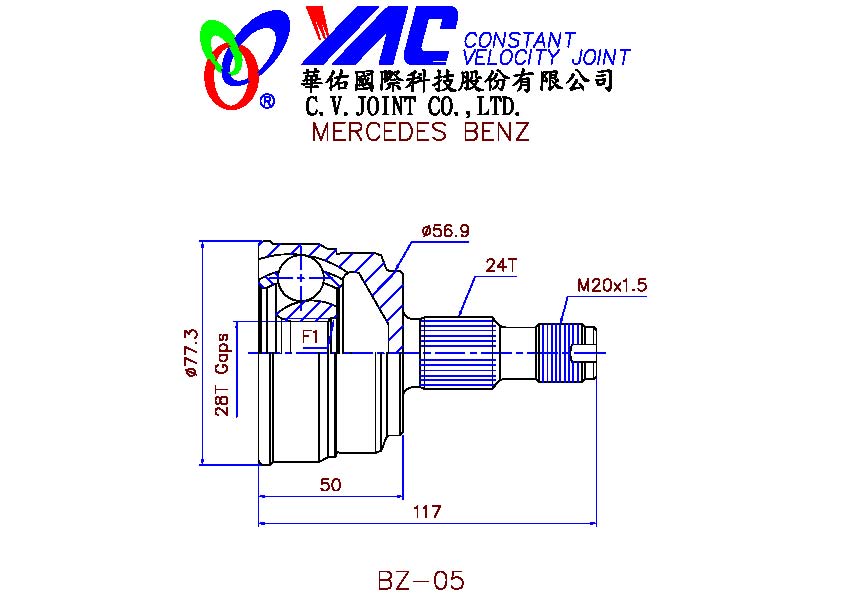 YAC CONSTANT
VELOCITY JOINT
華佑國際科技股份有限公司
®
C.V.JOINT CO.,LTD.
MERCEDES BENZ
ø56.9
24T
M20x1.5
ø77.3
28T Gaps
F1
50
117
BZ-05